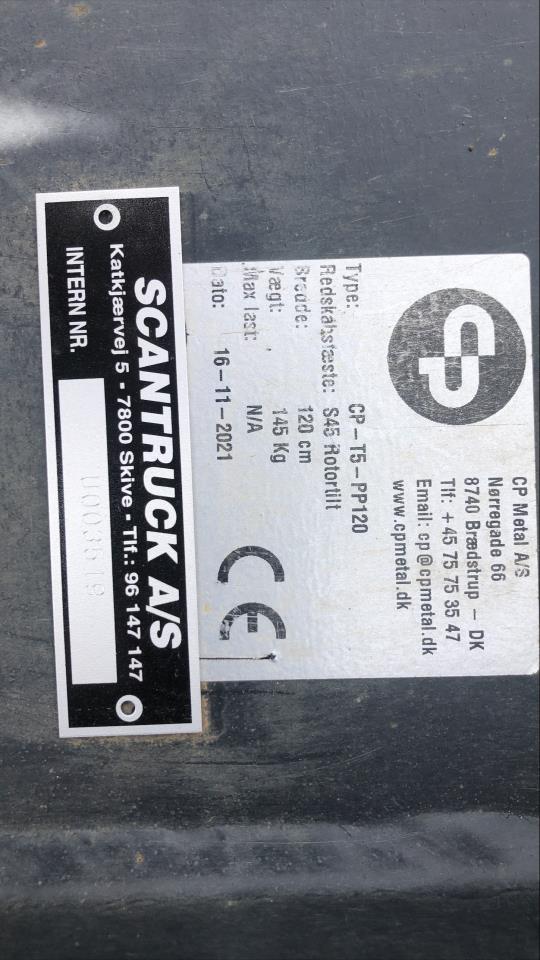 CP
CP Metal A/S
Nørregade 66
8740 Brædstrup – DK
Tlf: +45 75 75 35 47
Email: cp@cpmetal.dk
www.cpmetal.dk
Type: CP–T5–PP120
Redskabsfæste: S45 Rotortilt
Bredde: 120 cm
Vægt: 145 Kg
Max last: N/A
Dato: 16–11–2021
CE
SCANTRUCK A/S
Katkjærvej 5 • 7800 Skive • Tlf.: 96 147 147
INTERN NR.